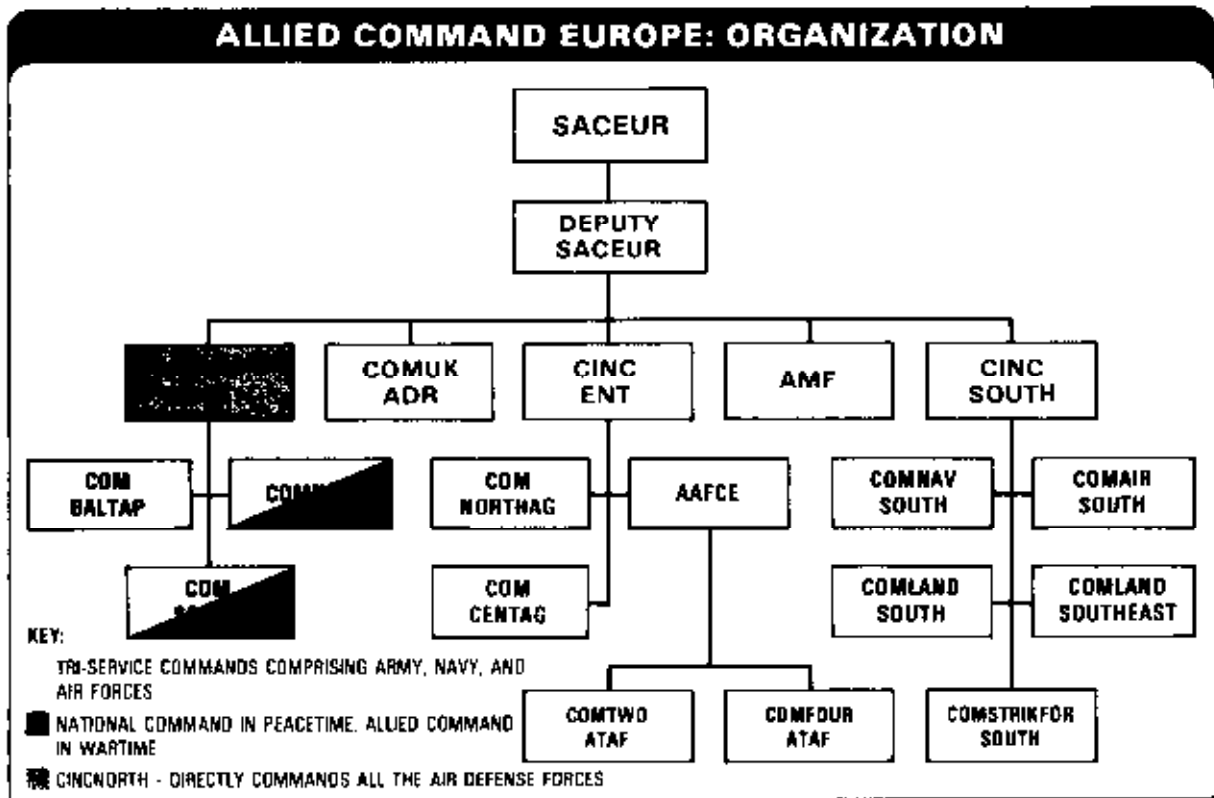 ALLIED COMMAND EUROPE: ORGANIZATION
SACEUR
DEPUTY
SACEUR
COMUK
ADR
CINC
ENT
AMF
CINC
SOUTH
COM
BALTAP
COM
NORTHAG
AAFCE
COMNAV
SOUTH
COMAIR
SOUTH
COM
COM
CENTAG
COMLAND
SOUTH
COMLAND
SOUTHEAST
KEY:
TRI-SERVICE COMMANDS COMPRISING ARMY, NAVY, AND
AIR FORCES
NATIONAL COMMAND IN PEACETIME. ALLIED COMMAND
IN WARTIME
CINCNORTH - DIRECTLY COMMANDS ALL THE AIR DEFENSE FORCES
COMTWO
ATAF
COMFOUR
ATAF
COMSTRIKFOR
SOUTH